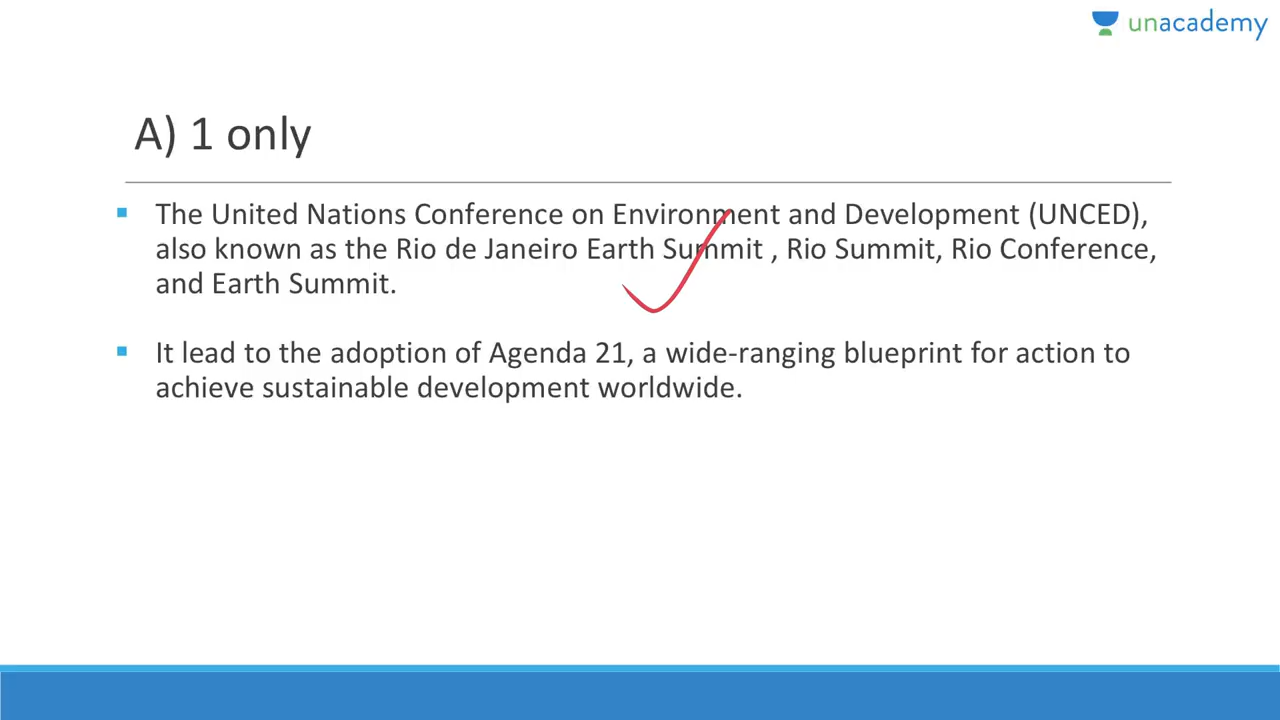 unacademy
A) 1 only
The United Nations Conference on Environment and Development (UNCED),
also known as the Rio de Janeiro Earth Summit , Rio Summit, Rio Conference,
and Earth Summit.
It lead to the adoption of Agenda 21, a wide-ranging blueprint for action to
achieve sustainable development worldwide.